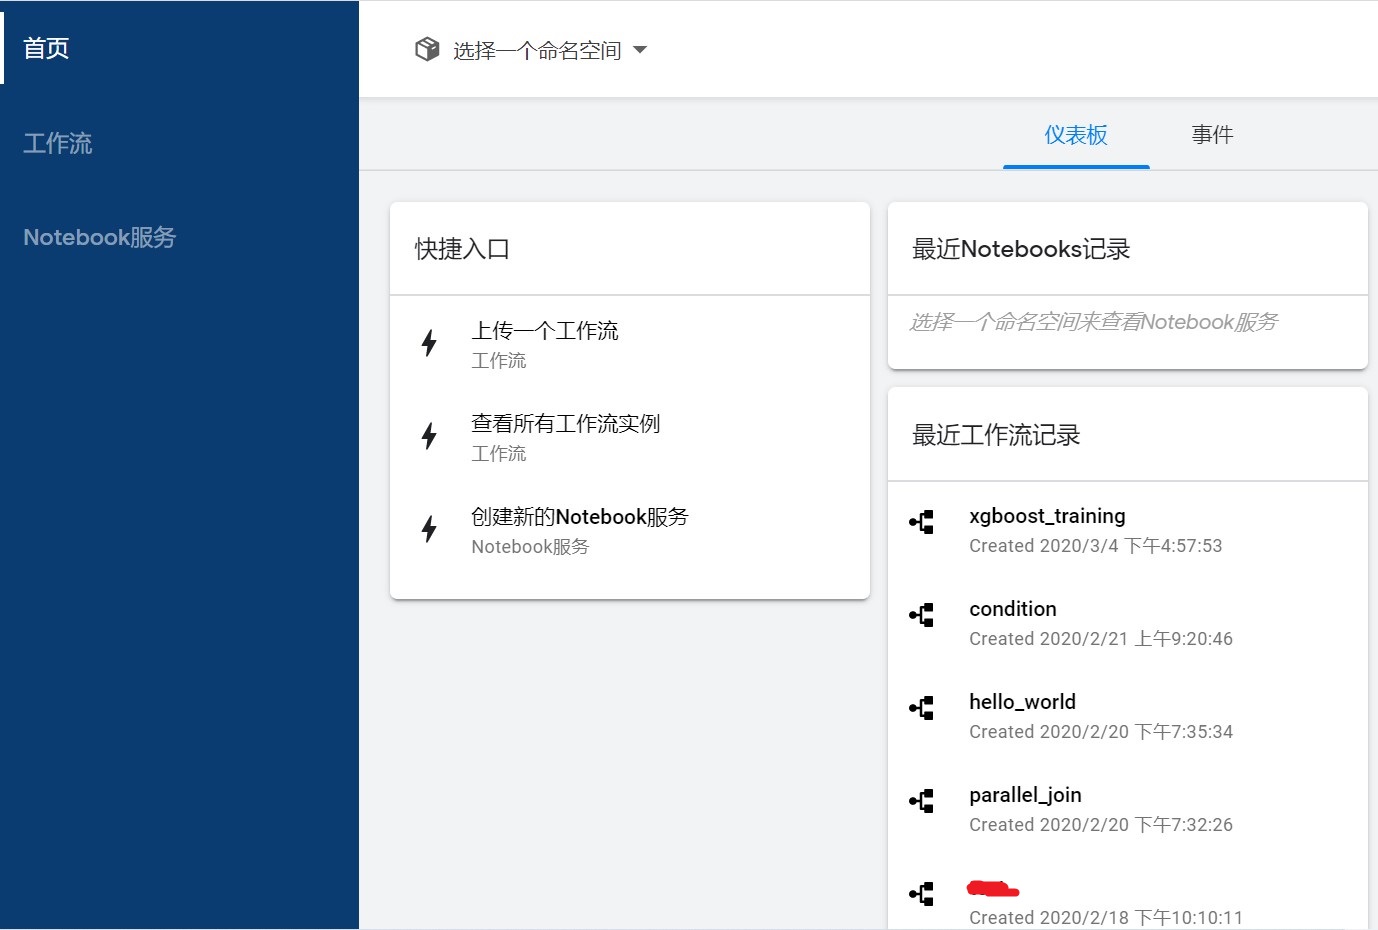 首页
工作流
Notebook服务
选择一个命名空间
仪表板
事件
快捷入口
上传一个工作流
工作流
查看所有工作流实例
工作流
创建新的Notebook服务
Notebook服务
最近Notebooks记录
选择一个命名空间来查看Notebook服务
最近工作流记录
xgboost_training
Created 2020/3/4 下午4:57:53
condition
Created 2020/2/21 上午9:20:46
hello_world
Created 2020/2/20 下午7:35:34
parallel_join
Created 2020/2/20 下午7:32:26
Created 2020/2/18 下午10:10:11